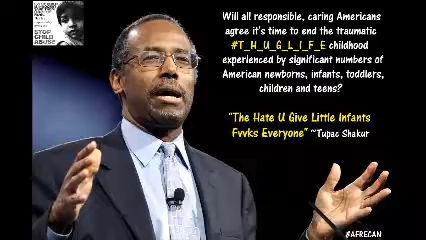 STOP CHILD
ABUSE
Will all responsible, caring Americans
agree it's time to end the traumatic
#T_H_U_G_L_I_F_E childhood
experienced by significant numbers of
American newborns, infants, toddlers,
children and teens?
"The Hate U Give Little Infants
Fvvks Everyone" ~Tupac Shakur
#AFRECAN